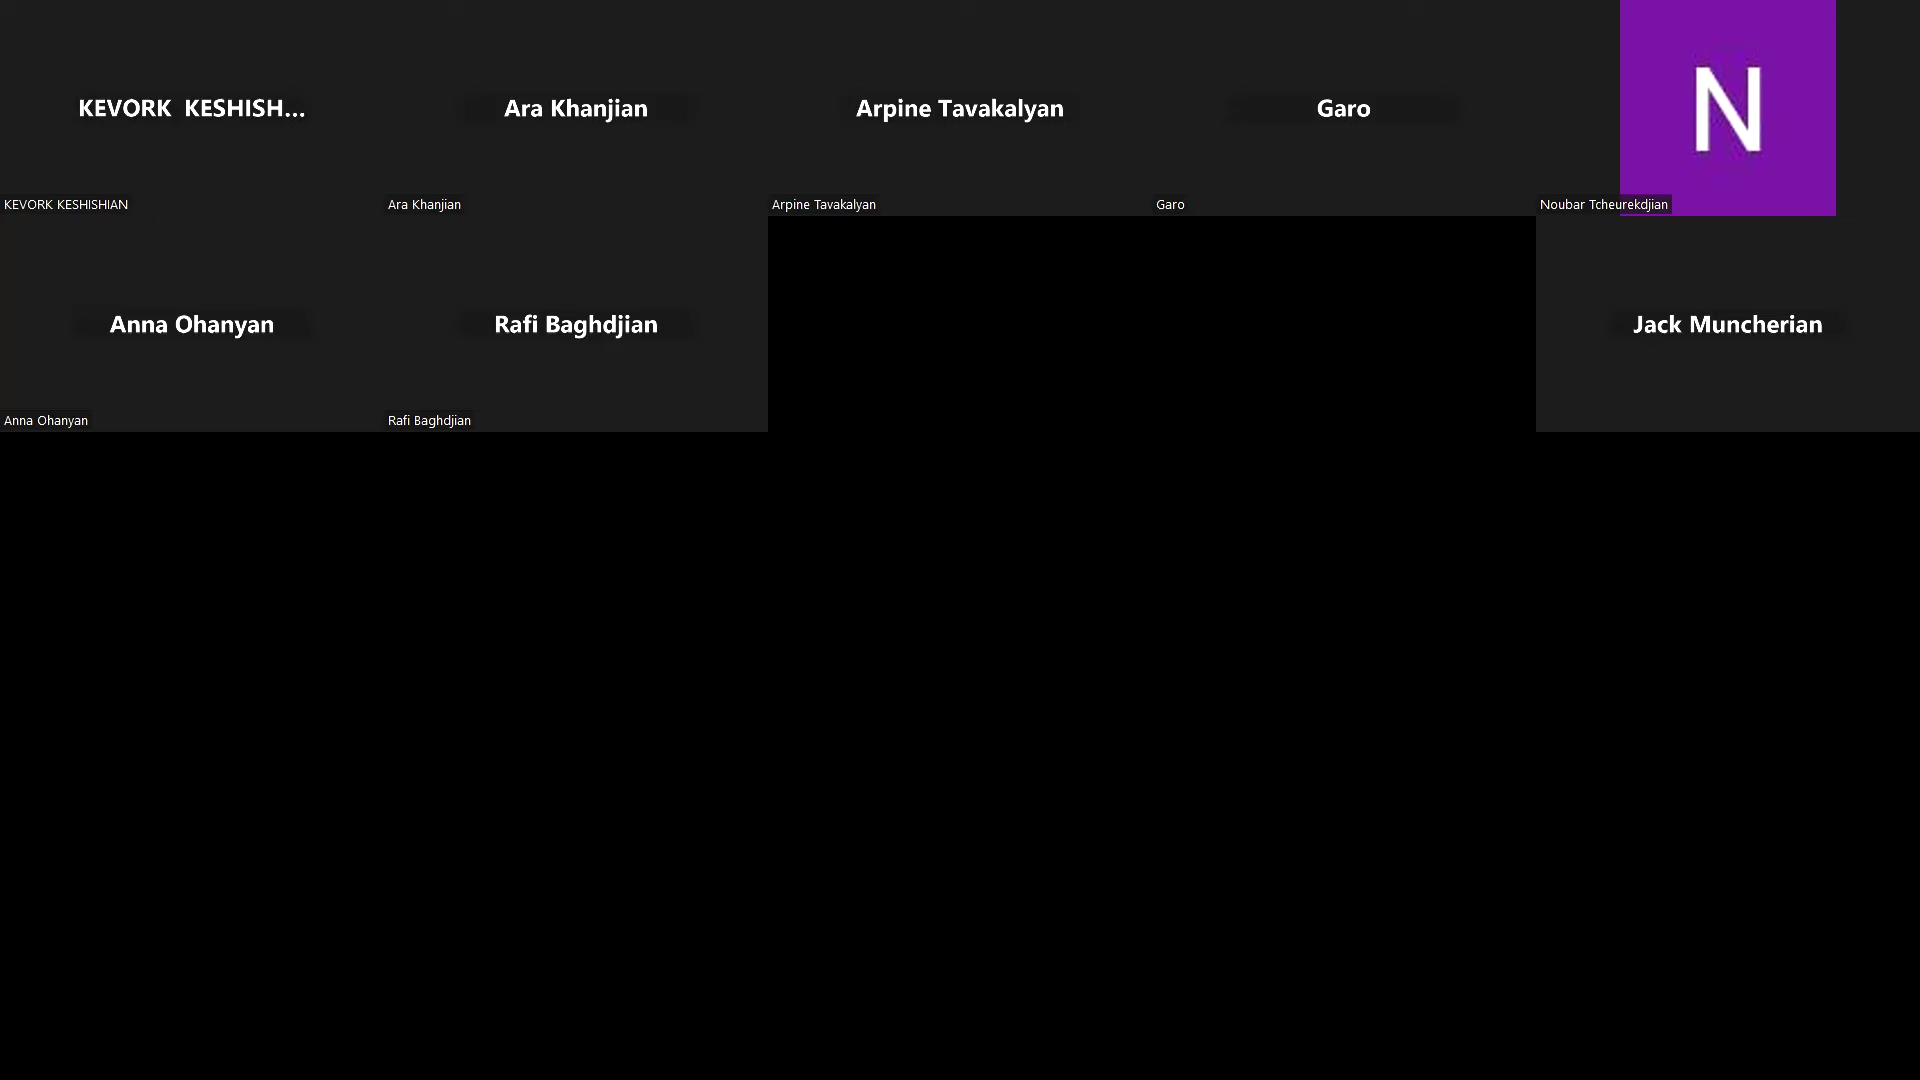 KEVORK  KESHISH...
Ara Khanjian
Arpine Tavakalyan
Garo
N
KEVORK KESHISHIAN
Ara Khanjian
Arpine Tavakalyan
Garo
Noubar Tcheurekdjian
Anna Ohanyan
Rafi Baghdjian
Jack Muncherian
Anna Ohanyan
Rafi Baghdjian